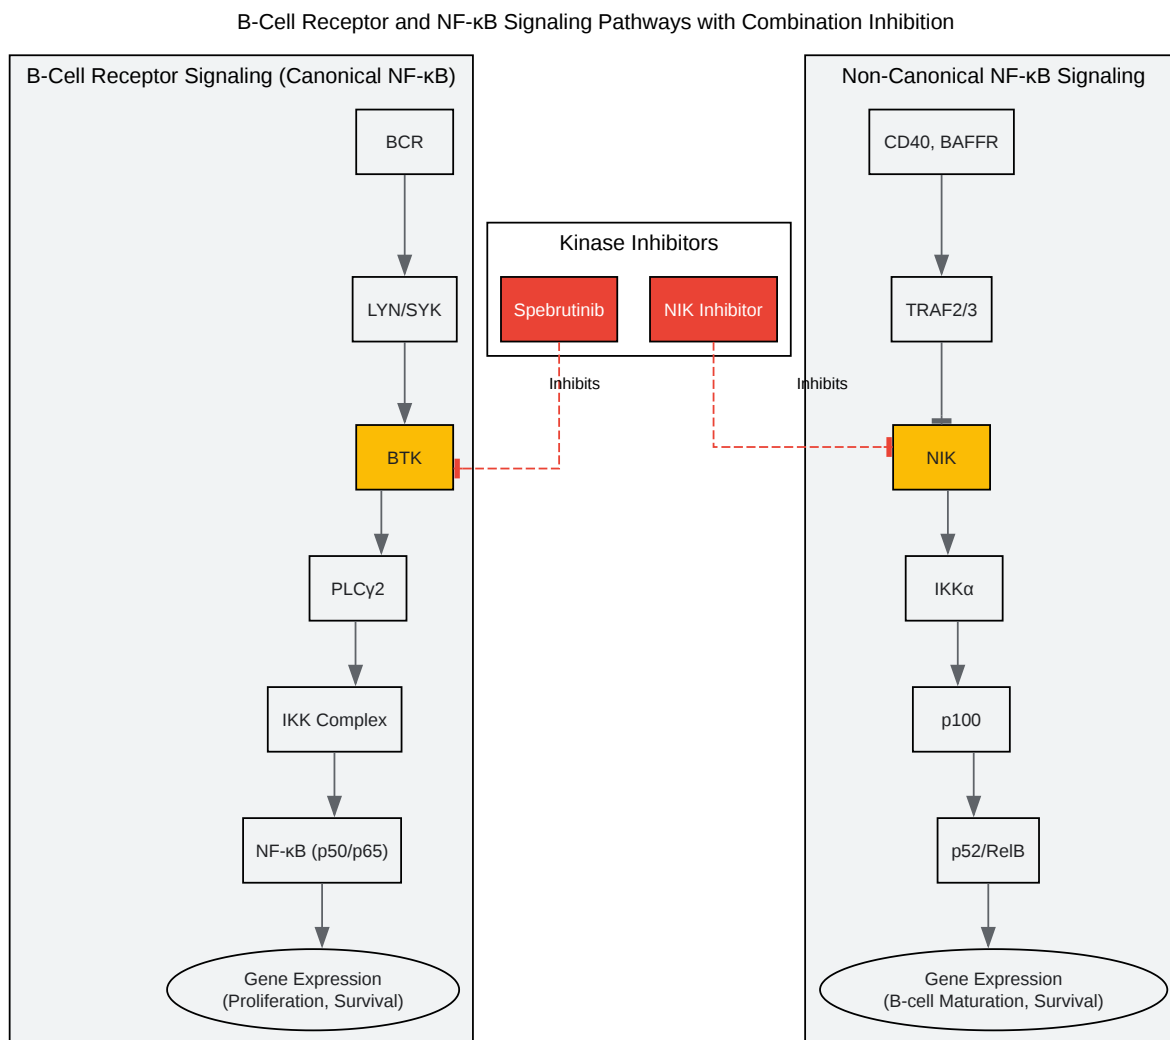 B-Cell Receptor and NF-κB Signaling Pathways with Combination Inhibition
B-Cell Receptor Signaling (Canonical NF-κB)
BCR
LYN/SYK
BTK
PLCγ2
IKK Complex
NF-κB (p50/p65)
Gene Expression
(Proliferation, Survival)
Kinase Inhibitors
Spebrutinib
NIK Inhibitor
Inhibits
Inhibits
Non-Canonical NF-κB Signaling
CD40, BAFFR
TRAF2/3
NIK
IKKα
p100
p52/RelB
Gene Expression
(B-cell Maturation, Survival)